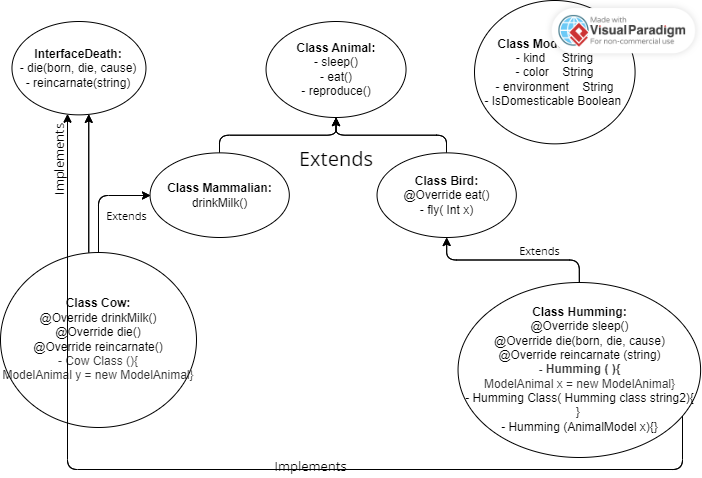 Made with
VisualParadigm
For non-commercial use
InterfaceDeath:
- die(born, die, cause)
- reincarnate(string)
Class Animal:
- sleep()
- eat()
- reproduce()
Class Mod
- kind String
- color String
- environment String
- IsDomesticable Boolean
Implements
Extends
Class Mammalian:
drinkMilk()
Class Bird:
@Override eat()
- fly( Int x)
Extends
Extends
Class Cow:
@Override drinkMilk()
@Override die()
@Override reincarnate()
- Cow Class (){
ModelAnimal y = new ModelAnimal}
Class Humming:
@Override sleep()
@Override die(born, die, cause)
@Override reincarnate (string)
- Humming ( ){
ModelAnimal x = new ModelAnimal}
- Humming Class( Humming class string2){
}
- Humming (AnimalModel x){}
Implements